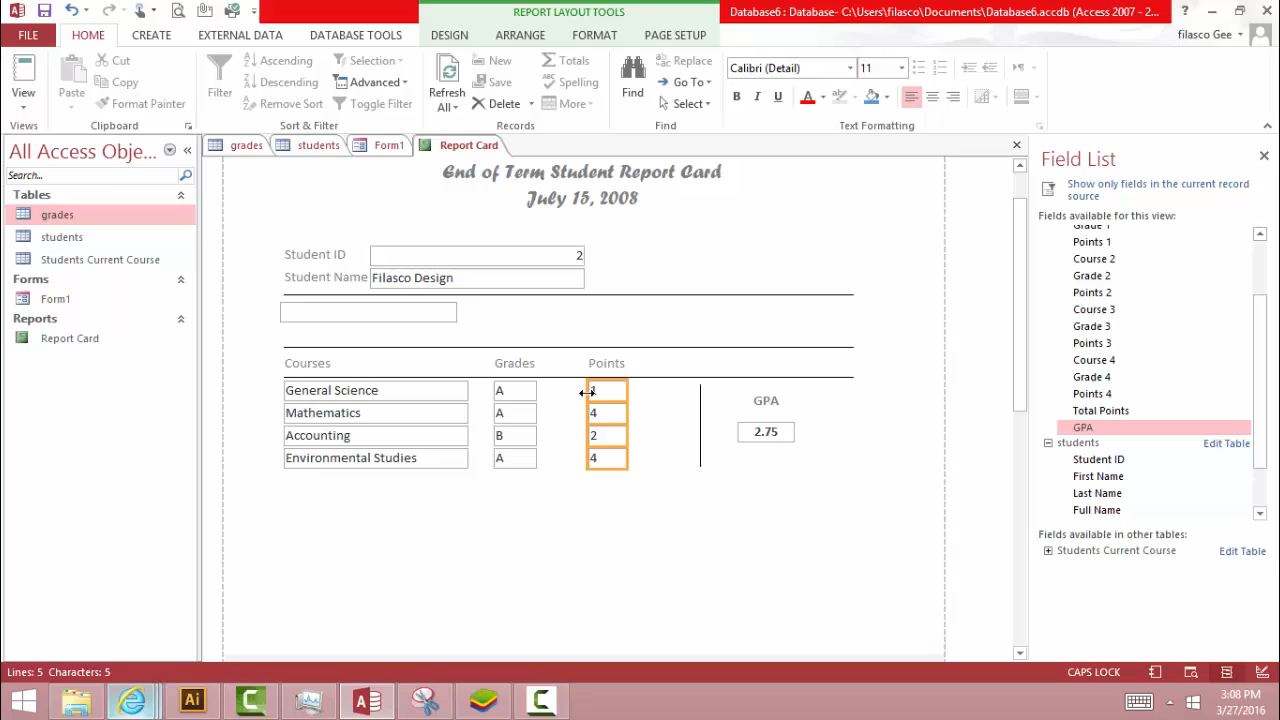 REPORT LAYOUT TOOLS
Database6 : Database- C:\Users\filasco\Documents\Database6.accdb (Access 2007 - 2...
?
FILE HOME CREATE EXTERNAL DATA DATABASE TOOLS DESIGN ARRANGE FORMAT PAGE SETUP filasco Gee
View
Views
Paste
Cut
Copy
Format Painter
Clipboard
Filter
Ascending
Descending
Remove Sort
Selection
Advanced
Toggle Filter
Sort & Filter
Refresh
All
New
Save
Delete
Totals
Spelling
More
Records
Find
Replace
Go To
Select
Find
Calibri (Detail) 11
B I U A
Text Formatting
All Access Obje...
Search...
Tables
grades
students
Students Current Course
Forms
Form1
Reports
Report Card
grades students Form1 Report Card
End of Term Student Report Card
July 15, 2008
Student ID 2
Student Name Filasco Design
Courses Grades Points
General Science A 1
Mathematics A 4
Accounting B 2
Environmental Studies A 4
GPA
2.75
Field List
Show only fields in the current record
source
Fields available for this view:
Grade 1
Points 1
Course 2
Grade 2
Points 2
Course 3
Grade 3
Points 3
Course 4
Grade 4
Points 4
Total Points
GPA
students Edit Table
Student ID
First Name
Last Name
Full Name
Fields available in other tables:
Students Current Course Edit Table
Lines: 5 Characters: 5 CAPS LOCK
Ai
3:08 PM
3/27/2016